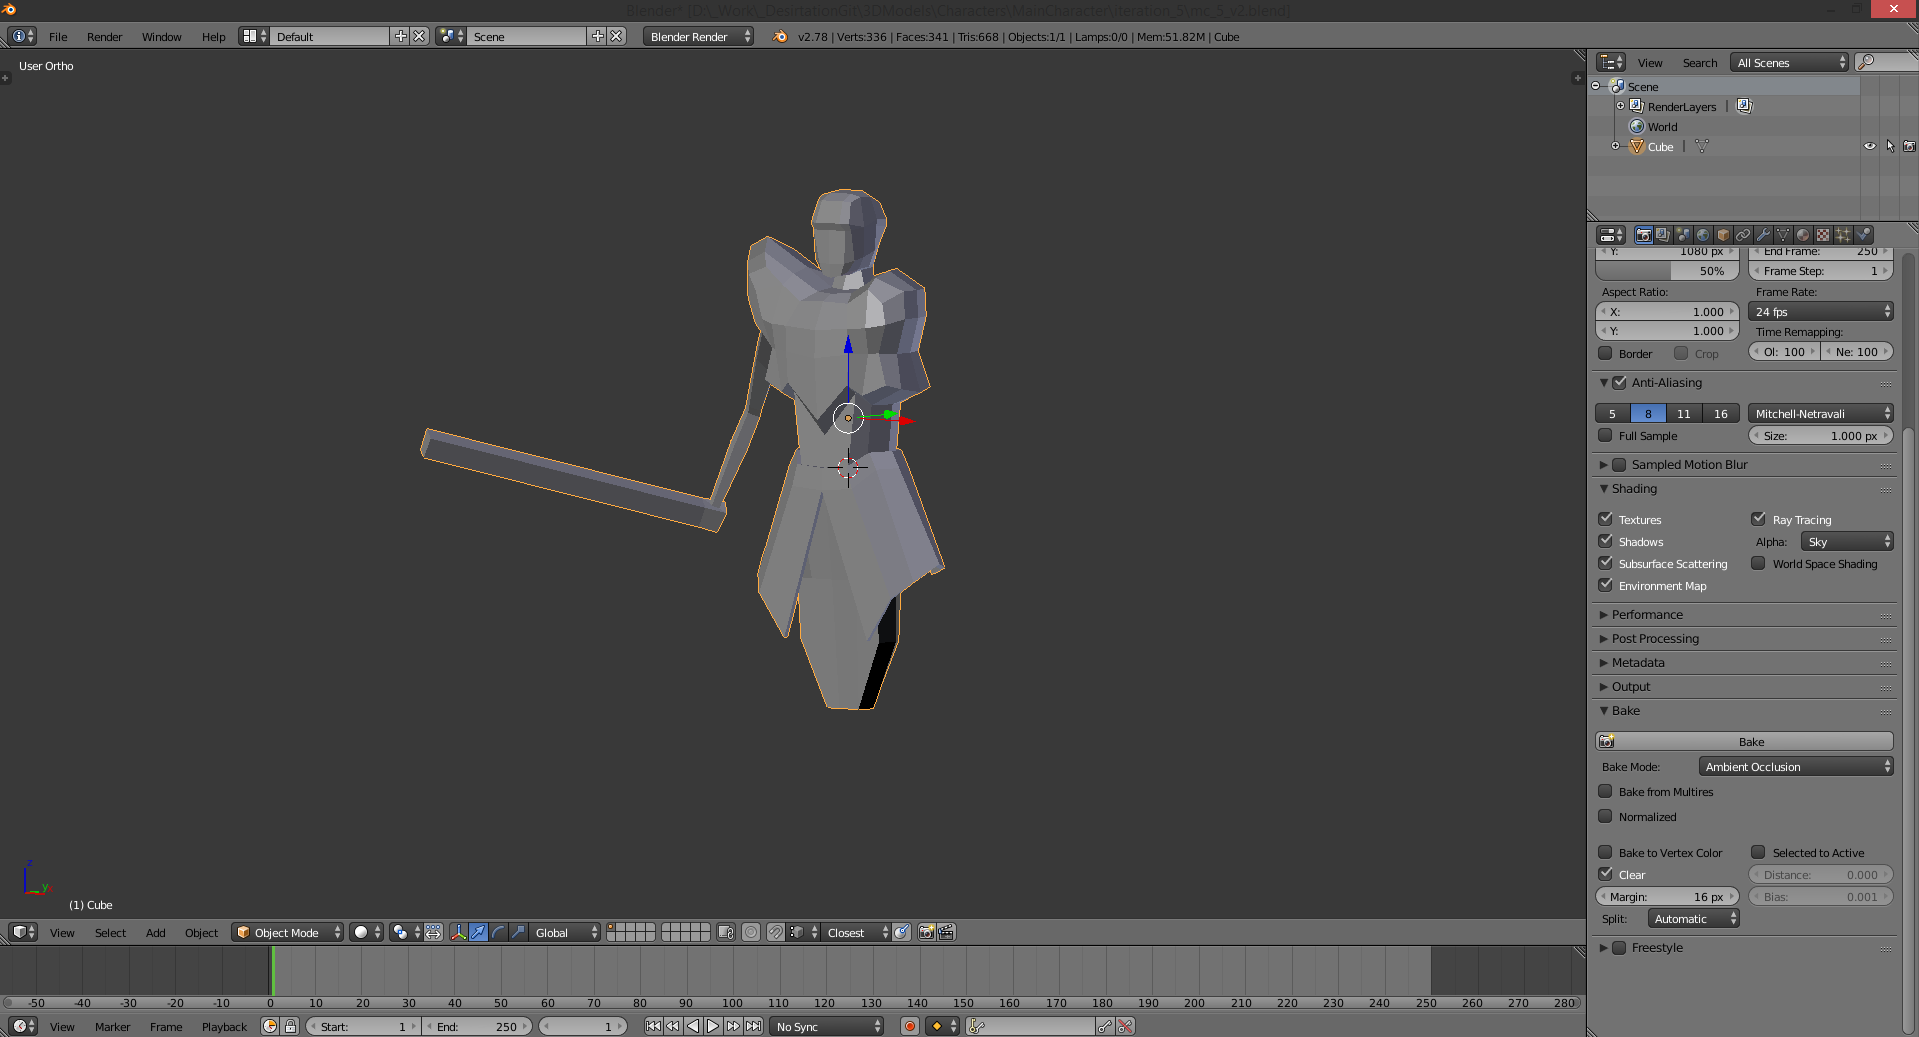 Blender* [D:\_Work\_DesirtationGit\3DModels\Characters\MainCharacter\Iteration_5\mc_5_v2.blend]
File Render Window Help Default Scene Blender Render v2.78 | Verts:336 | Faces:341 | Tris:668 | Objects:1/1 | Lamps:0/0 | Mem:51.82M | Cube
User Ortho
View Search All Scenes
Scene
RenderLayers |
World
Cube |
Y: 1080 px End Frame: 250
50% Frame Step: 1
Aspect Ratio: Frame Rate:
X: 1.000 24 fps
Y: 1.000 Time Remapping:
Border Crop Ol: 100 Ne: 100
Anti-Aliasing
5 8 11 16 Mitchell-Netravali
Full Sample Size: 1.000 px
Sampled Motion Blur
Shading
Textures Ray Tracing
Shadows Alpha: Sky
Subsurface Scattering World Space Shading
Environment Map
Performance
Post Processing
Metadata
Output
Bake
Bake
Bake Mode: Ambient Occlusion
Bake from Multires
Normalized
Bake to Vertex Color Selected to Active
Clear Distance: 0.000
Margin: 16 px Bias: 0.001
Split: Automatic
Freestyle
z
y
(1) Cube
View Select Add Object Object Mode Global Closest
-50 -40 -30 -20 -10 0 10 20 30 40 50 60 70 80 90 100 110 120 130 140 150 160 170 180 190 200 210 220 230 240 250 260 270 280
View Marker Frame Playback Start: 1 End: 250 1 No Sync